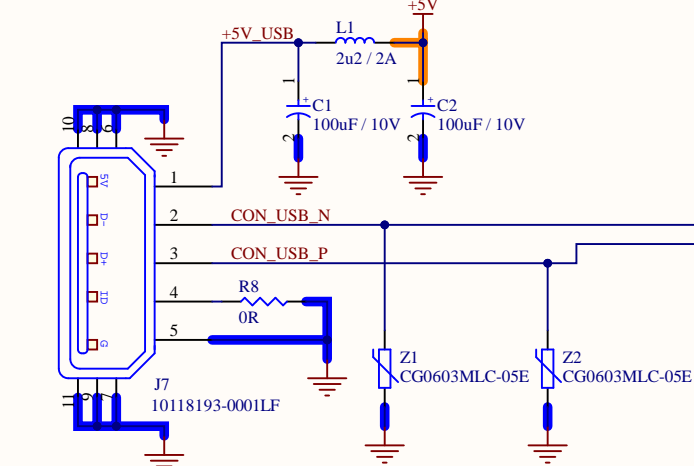 +5V
+5V_USB
L1
2u2 / 2A
1
1
+
C1
+
C2
100uF / 10V
100uF / 10V
2
2
10
8
6
5V
1
D-
2
CON_USB_N
D+
3
CON_USB_P
ID
4
R8
0R
G
5
Z1
CG0603MLC-05E
Z2
CG0603MLC-05E
J7
10118193-0001LF
11
9
7